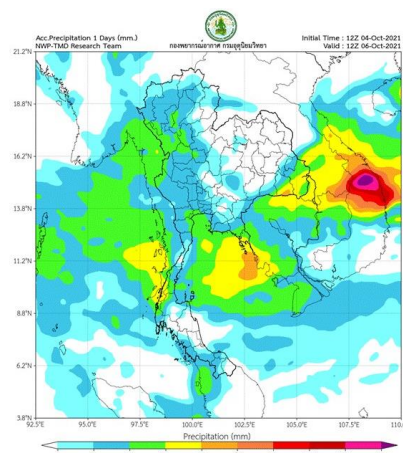 Acc.Precipitation 1 Days (mm.)
Initial Time : 12Z 04-Oct-2021
NWP-TMD Research Team
กองพยากรณ์อากาศ กรมอุตุนิยมวิทยา
Valid : 12Z 06-Oct-2021
21.2°N
18.8°N
16.2°N
13.8°N
11.2°N
8.8°N
6.2°N
3.8°N
92.5°E 95.0°E 97.5°E 100.0°E 102.5°E 105.0°E 107.5°E 110.
Precipitation (mm)